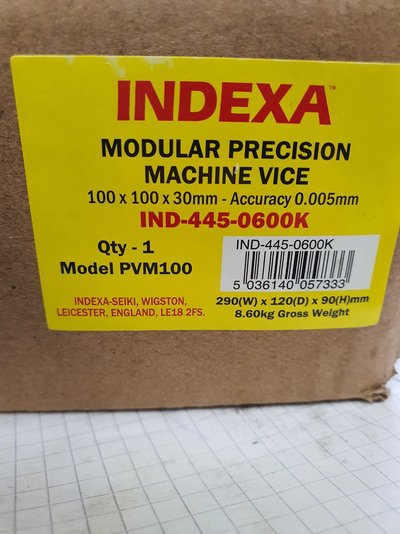 INDEXA™
MODULAR PRECISION
MACHINE VICE
100 x 100 x 30mm - Accuracy 0.005mm
IND-445-0600K
Qty - 1
Model PVM100
IND-445-0600K
5 036140 057333
INDEXA-SEIKI, WIGSTON,
LEICESTER, ENGLAND, LE18 2FS.
290(W) x 120(D) x 90(H)mm
8.60kg Gross Weight